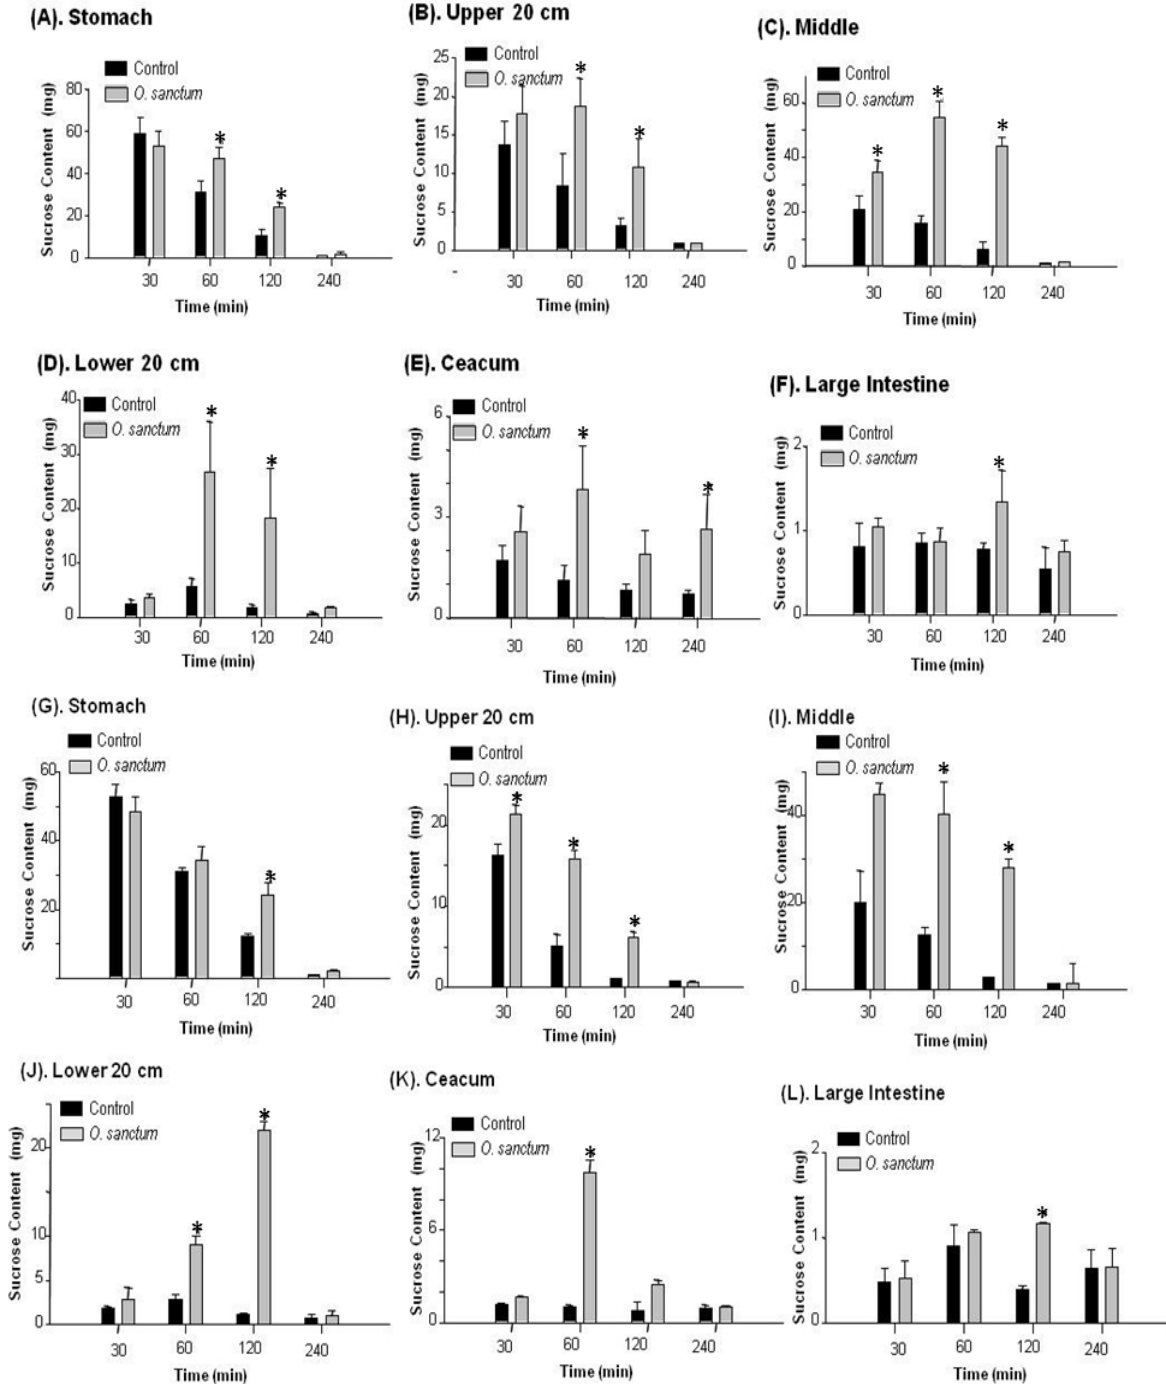 (A). Stomach
Control
O. sanctum
Sucrose Content (mg)
80
60
40
20
0
*
*
30 60 120 240
Time (min)
(B). Upper 20 cm
Control
O. sanctum
Sucrose Content (mg)
25
20
15
10
5
0
*
*
30 60 120 240
Time (min)
(C). Middle
Control
O. sanctum
Sucrose Content (mg)
60
40
20
0
*
*
*
30 60 120 240
Time (min)
(D). Lower 20 cm
Control
O. sanctum
Sucrose Content (mg)
40
30
20
10
0
*
*
30 60 120 240
Time (min)
(E). Ceacum
Control
O. sanctum
Sucrose Content (mg)
6
3
0
*
*
30 60 120 240
Time (min)
(F). Large Intestine
Control
O. sanctum
Sucrose Content (mg)
2
1
0
*
30 60 120 240
Time (min)
(G). Stomach
Control
O. sanctum
Sucrose Content (mg)
60
40
20
*
30 60 120 240
Time (min)
(H). Upper 20 cm
Control
O. sanctum
Sucrose Content (mg)
20
10
5
0
*
*
*
30 60 120 240
Time (min)
(I). Middle
Control
O. sanctum
Sucrose Content (mg)
40
20
0
*
*
30 60 120 240
Time (min)
(J). Lower 20 cm
Control
O. sanctum
Sucrose Content (mg)
20
10
5
0
*
*
30 60 120 240
Time (min)
(K). Ceacum
Control
O. sanctum
Sucrose Content (mg)
12
6
0
*
30 60 120 240
Time (min)
(L). Large Intestine
Control
O. sanctum
Sucrose Content (mg)
2
1
0
*
30 60 120 240
Time (min)